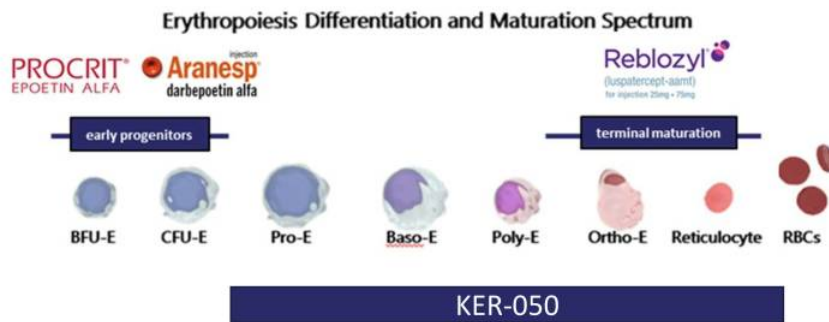 Erythropoiesis Differentiation and Maturation Spectrum
PROCRIT®
EPOETIN ALFA
injection
Aranesp®
darbepoetin alfa
Reblozyl®
(luspatercept-aamt)
for injection 25mg • 75mg
early progenitors
terminal maturation
BFU-E CFU-E Pro-E Baso-E Poly-E Ortho-E Reticulocyte RBCs
KER-050